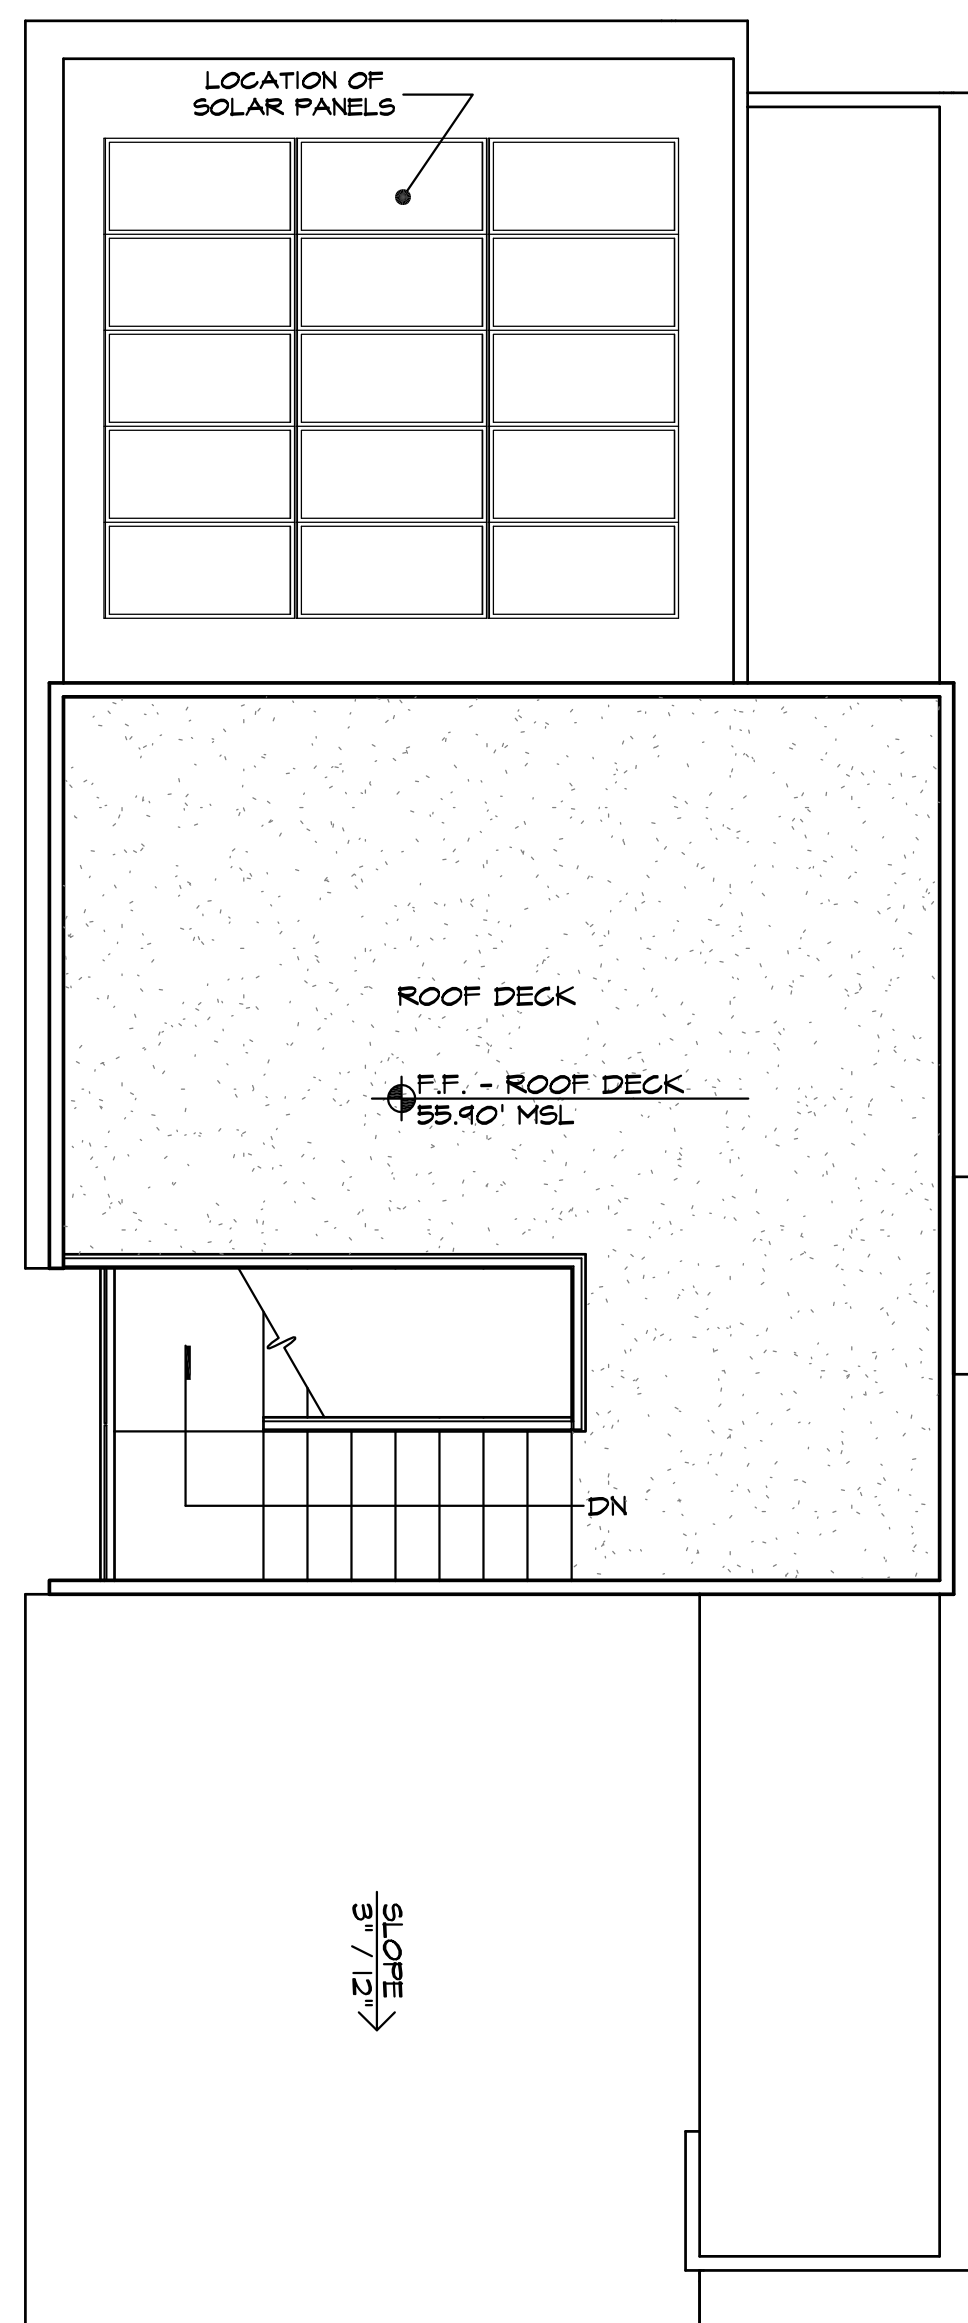 LOCATION OF
SOLAR PANELS
ROOF DECK
F.F. - ROOF DECK
55.90' MSL
DN
SLOPE
3" / 12"